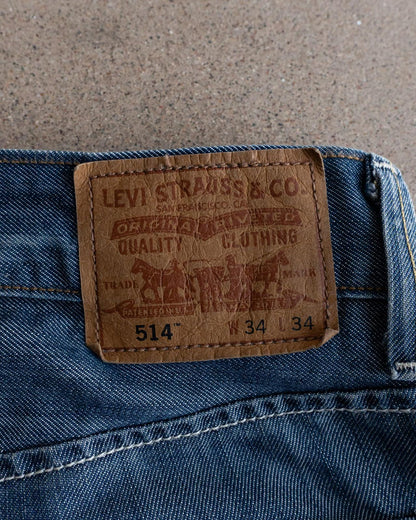 LEVI STRAUSS & CO.
SAN FRANCISCO, CAL.
ORIGINAL RIVETED
QUALITY CLOTHING
TRADE MARK
514™ W 34 L 34